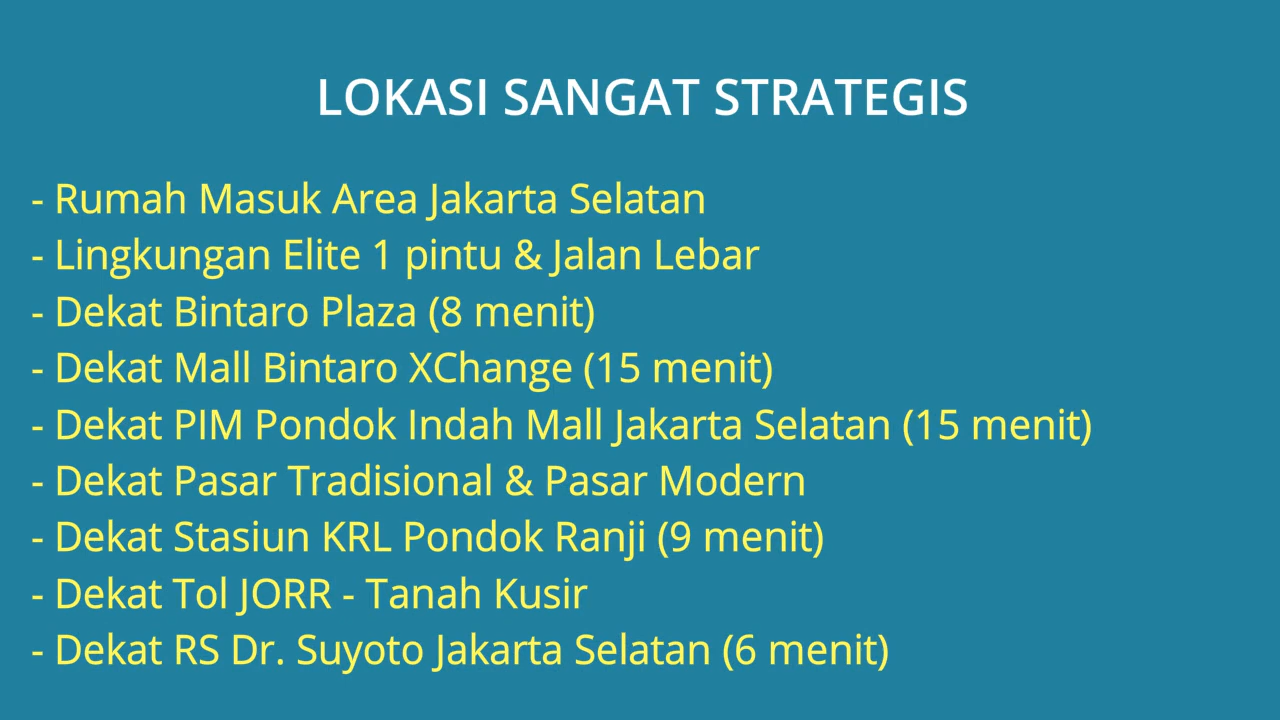 LOKASI SANGAT STRATEGIS
- Rumah Masuk Area Jakarta Selatan
- Lingkungan Elite 1 pintu & Jalan Lebar
- Dekat Bintaro Plaza (8 menit)
- Dekat Mall Bintaro XChange (15 menit)
- Dekat PIM Pondok Indah Mall Jakarta Selatan (15 menit)
- Dekat Pasar Tradisional & Pasar Modern
- Dekat Stasiun KRL Pondok Ranji (9 menit)
- Dekat Tol JORR - Tanah Kusir
- Dekat RS Dr. Suyoto Jakarta Selatan (6 menit)